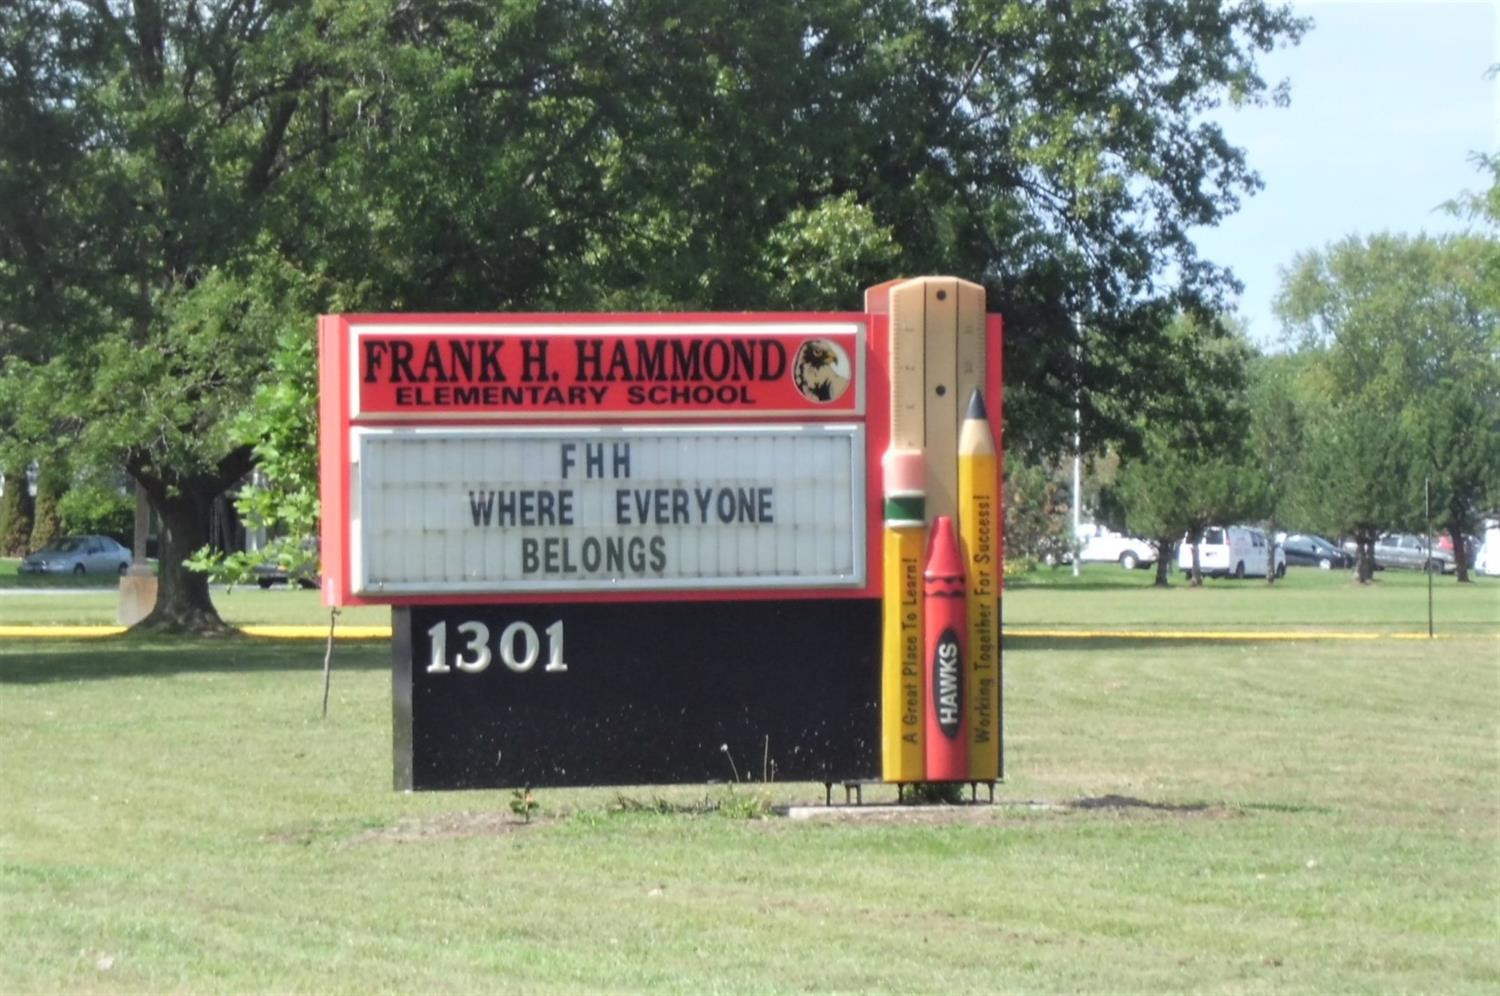 FRANK H. HAMMOND
ELEMENTARY SCHOOL
FHH
WHERE EVERYONE
BELONGS
1301
A Great Place To Learn!
HAWKS
Working Together For Success!